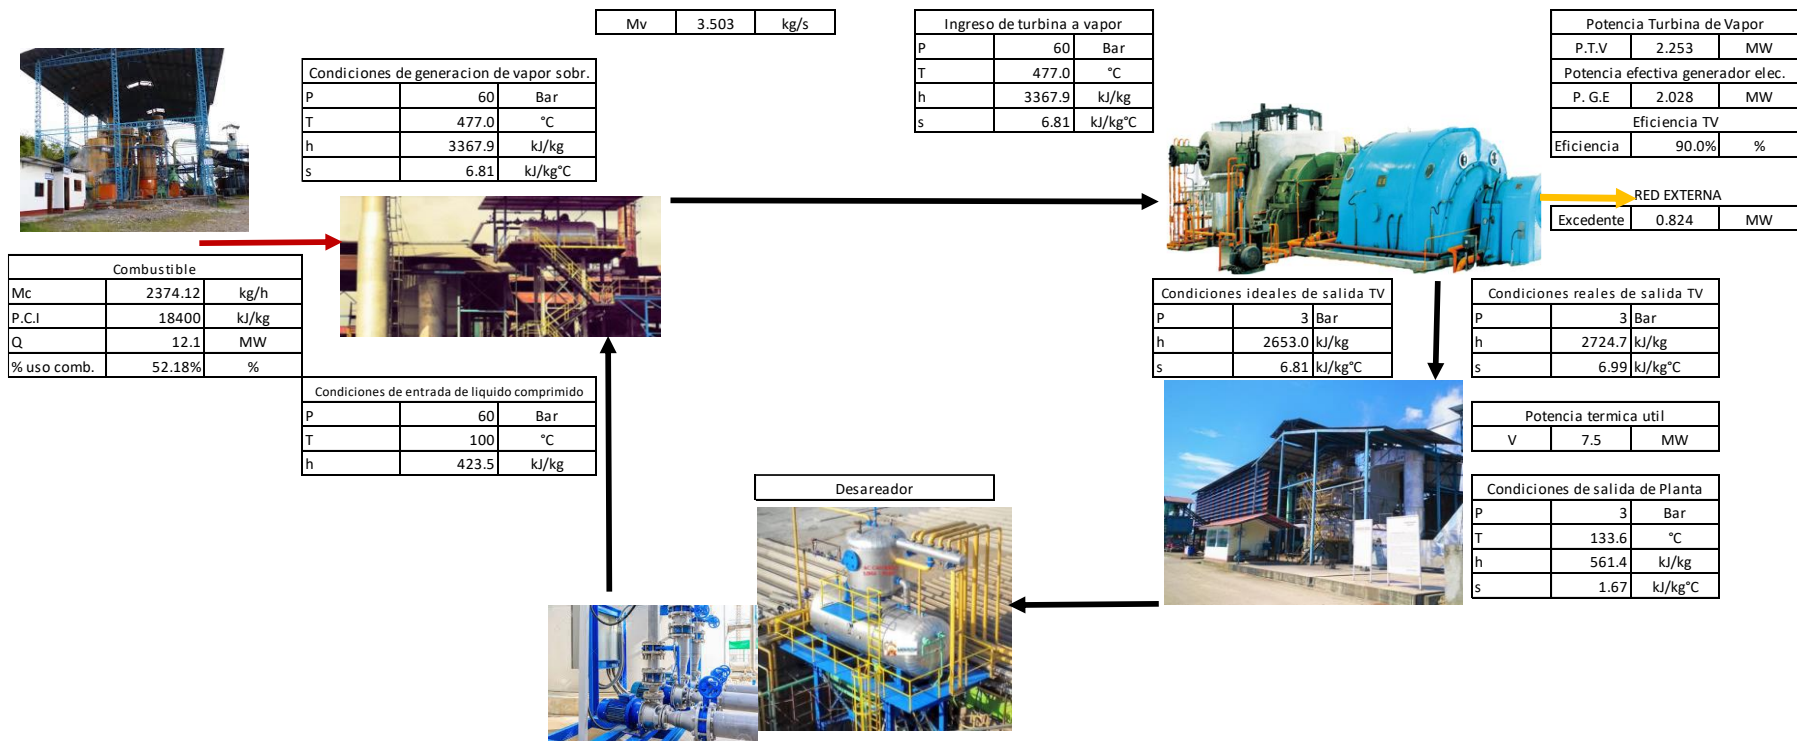 Mv 3.503 kg/s
Condiciones de generacion de vapor sobr.
P 60 Bar
T 477.0 °C
h 3367.9 kJ/kg
s 6.81 kJ/kg°C
Ingreso de turbina a vapor
P 60 Bar
T 477.0 °C
h 3367.9 kJ/kg
s 6.81 kJ/kg°C
Potencia Turbina de Vapor
P.T.V 2.253 MW
Potencia efectiva generador elec.
P. G.E 2.028 MW
Eficiencia TV
Eficiencia 90.0% %
RED EXTERNA
Excedente 0.824 MW
Combustible
Mc 2374.12 kg/h
P.C.I 18400 kJ/kg
Q 12.1 MW
% uso comb. 52.18% %
Condiciones de entrada de liquido comprimido
P 60 Bar
T 100 °C
h 423.5 kJ/kg
Condiciones ideales de salida TV
P 3 Bar
h 2653.0 kJ/kg
s 6.81 kJ/kg°C
Condiciones reales de salida TV
P 3 Bar
h 2724.7 kJ/kg
s 6.99 kJ/kg°C
Potencia termica util
V 7.5 MW
Desareador
Condiciones de salida de Planta
P 3 Bar
T 133.6 °C
h 561.4 kJ/kg
s 1.67 kJ/kg°C